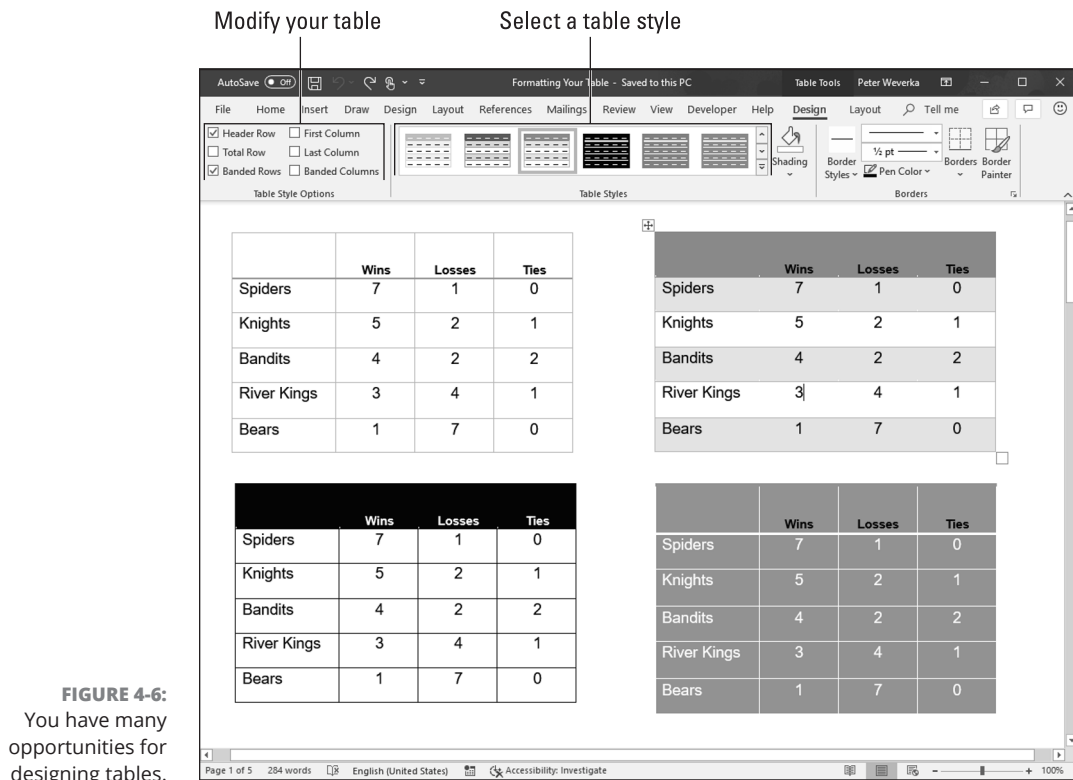 Modify your table
Select a table style
AutoSave Off
Formatting Your Table - Saved to this PC
Table Tools
Peter Weverka
File Home Insert Draw Design Layout References Mailings Review View Developer Help Design Layout Tell me
Header Row First Column
Total Row Last Column
Banded Rows Banded Columns
Table Style Options
Table Styles
Shading
Border Styles
½ pt
Pen Color
Borders
Border Painter
Borders
Wins Losses Ties
Spiders 7 1 0
Knights 5 2 1
Bandits 4 2 2
River Kings 3 4 1
Bears 1 7 0
Wins Losses Ties
Spiders 7 1 0
Knights 5 2 1
Bandits 4 2 2
River Kings 3 4 1
Bears 1 7 0
Wins Losses Ties
Spiders 7 1 0
Knights 5 2 1
Bandits 4 2 2
River Kings 3 4 1
Bears 1 7 0
Wins Losses Ties
Spiders 7 1 0
Knights 5 2 1
Bandits 4 2 2
River Kings 3 4 1
Bears 1 7 0
Page 1 of 5 284 words English (United States) Accessibility: Investigate 100%
FIGURE 4-6:
You have many
opportunities for
designing tables.